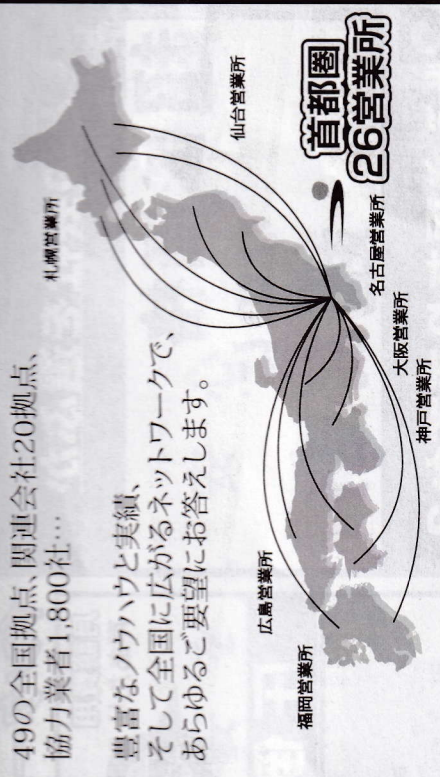 49の全国拠点、関連会社20拠点、
協力業者1,800社…
豊富なノウハウと実績、
そして全国に広がるネットワークで、
あらゆるご要望にお答えします。
札幌営業所
仙台営業所
首都圏
26営業所
名古屋営業所
大阪営業所
神戸営業所
広島営業所
福岡営業所